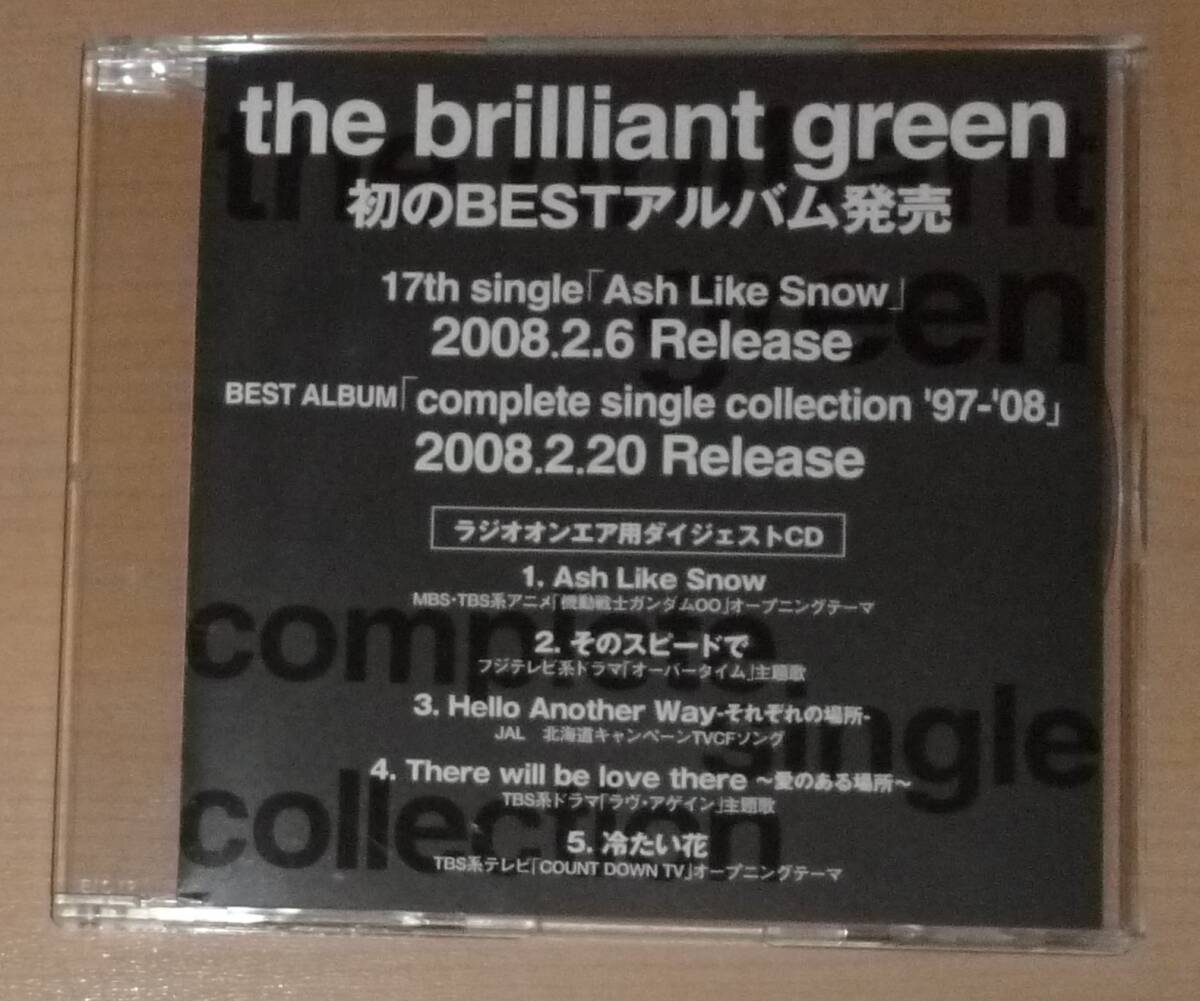 the brilliant green
初のBESTアルバム発売
17th single「Ash Like Snow」
2008.2.6 Release
BEST ALBUM「complete single collection '97-'08」
2008.2.20 Release
ラジオオンエア用ダイジェストCD
1. Ash Like Snow
MBS・TBS系アニメ「機動戦士ガンダムOO」オープニングテーマ
2. そのスピードで
フジテレビ系ドラマ「オーバータイム」主題歌
3. Hello Another Way-それぞれの場所-
JAL 北海道キャンペーンTVCFソング
4. There will be love there ～愛のある場所～
TBS系ドラマ「ラヴ・アゲイン」主題歌
5. 冷たい花
TBS系テレビ「COUNT DOWN TV」オープニングテーマ
the brilliant
green
complete
single
collection